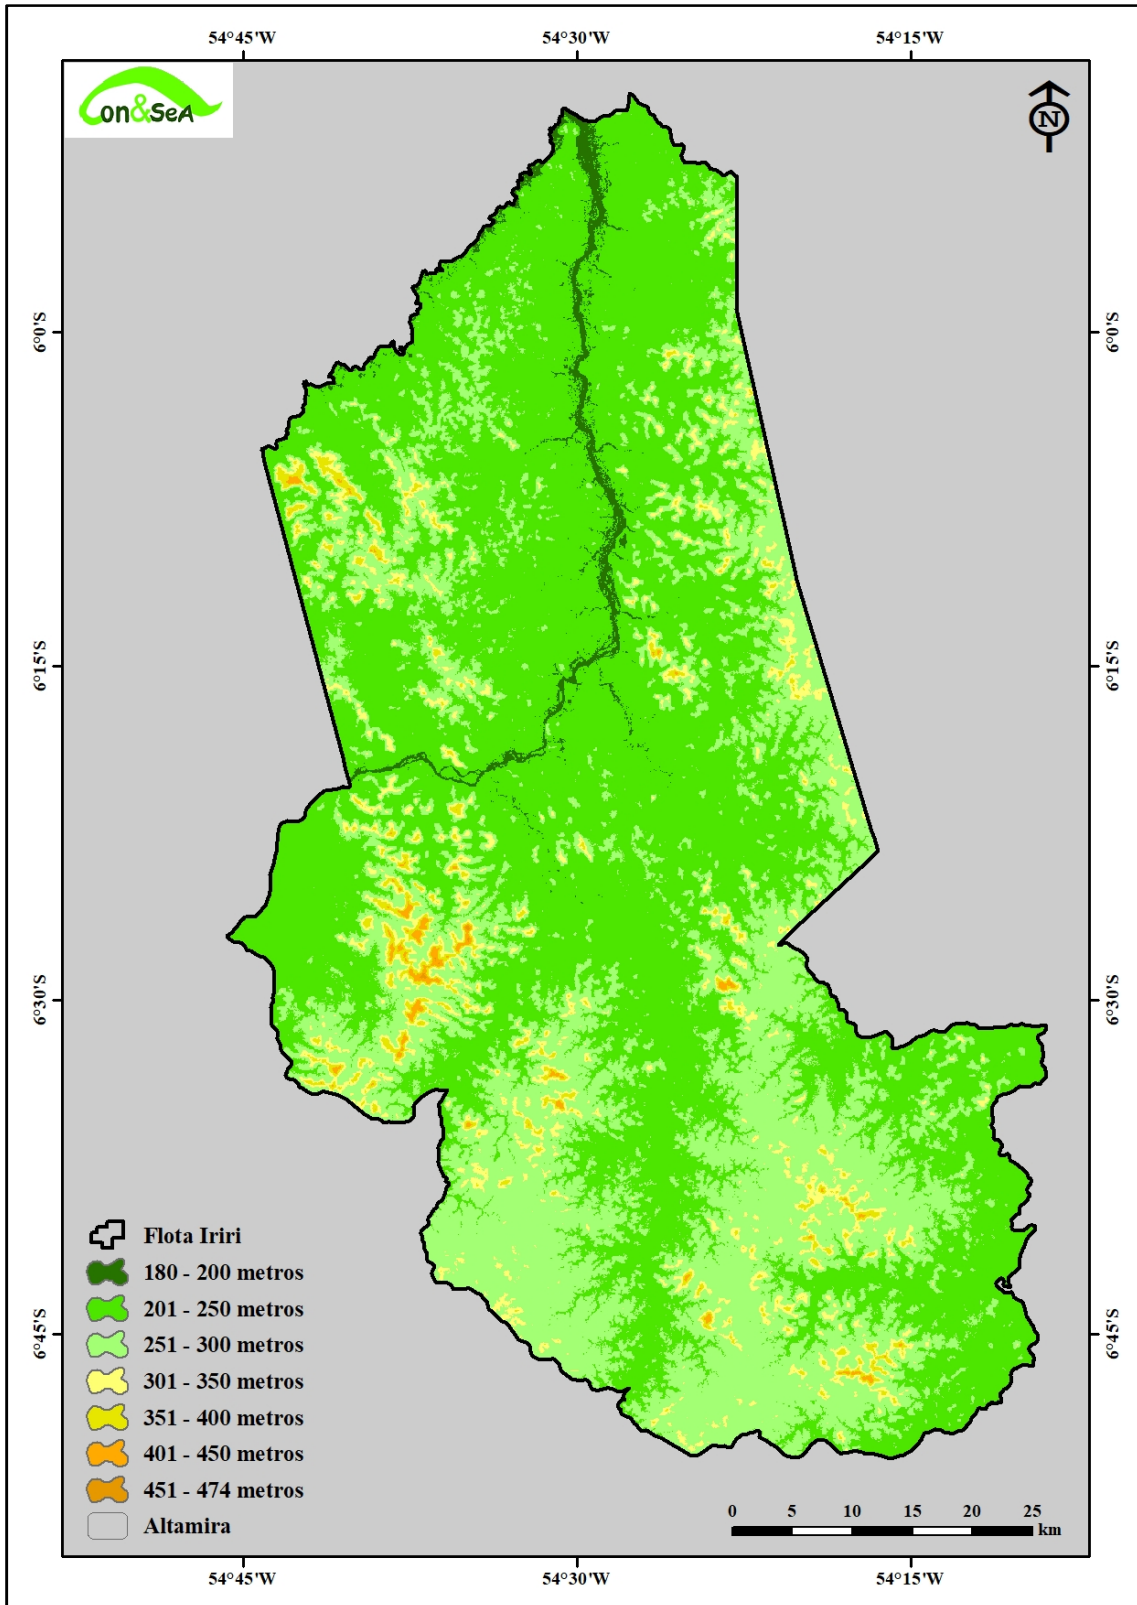 54°45'W 54°30'W 54°15'W
Con&SeA
N
6°0'S 6°0'S
6°15'S 6°15'S
6°30'S 6°30'S
6°45'S 6°45'S
Flota Iriri
180 - 200 metros
201 - 250 metros
251 - 300 metros
301 - 350 metros
351 - 400 metros
401 - 450 metros
451 - 474 metros
Altamira
0 5 10 15 20 25
km
54°45'W 54°30'W 54°15'W